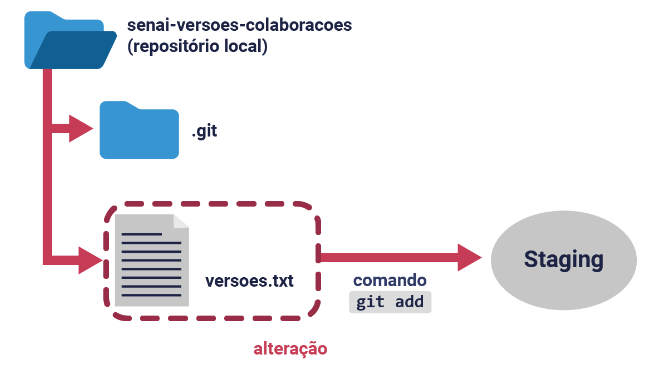 senai-versoes-colaboracoes
(repositório local)
.git
versoes.txt
comando
git add
Staging
alteração